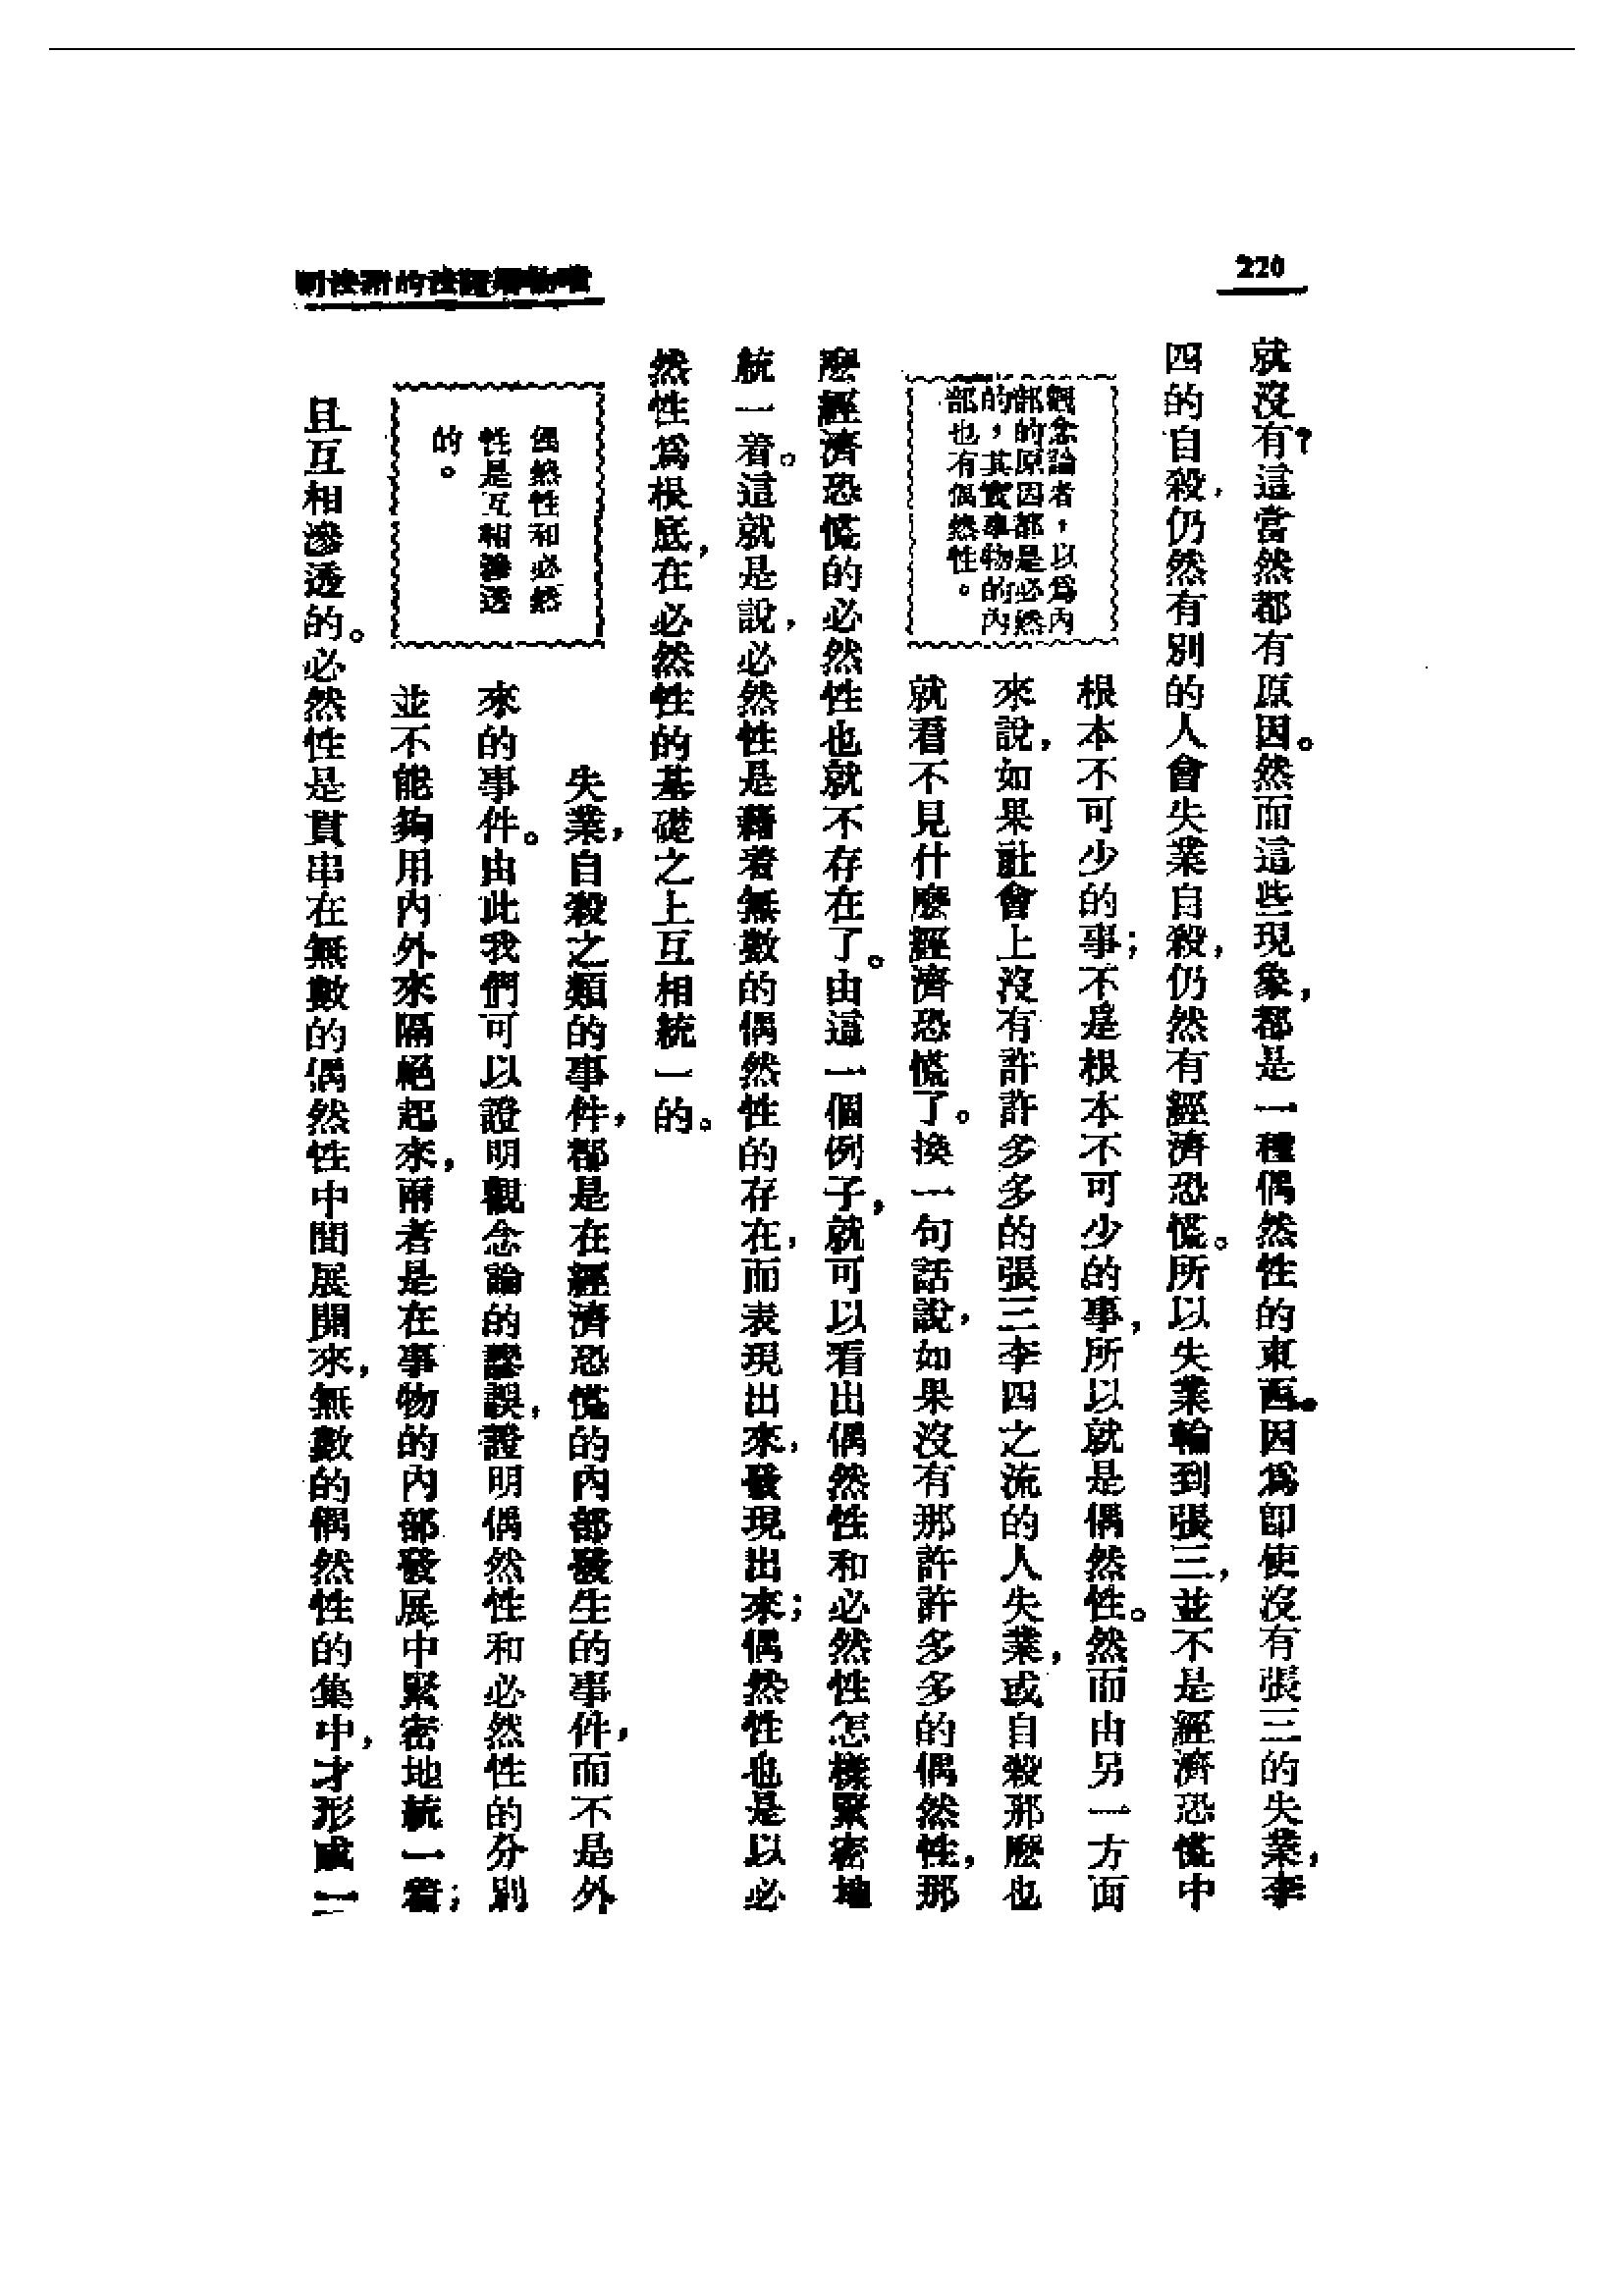 220
唯物辯證法的法則
就沒有?這當然都有原因。然而這些現象,都是一種偶然性的東西。因爲卽使沒有張三的失業,李
四的自殺,仍然有別的人會失業自殺,仍然有經濟恐慌。所以失業輪到張三,並不是經濟恐慌中
根本不可少的事;不是根本不可少的事,所以就是偶然性。然而由另一方面
來說,如果社會上沒有許許多多的張三李四之流的人失業,或自殺那麼也
就看不見什麼經濟恐慌了。換一句話說,如果沒有那許許多多的偶然性,那
觀念論者,以爲內
部的原因都是必然
的,其實事物的內
部也有偶然性。
麼經濟恐慌的必然性也就不存在了。由這一個例子,就可以看出偶然性和必然性怎樣緊密地
統一着。這就是說,必然性是藉着無數的偶然性的存在,而表現出來,發現出來;偶然性也是以必
然性爲根底,在必然性的基礎之上互相統一的。
失業,自殺之類的事件,都是在經濟恐慌的內部發生的事件,而不是外
來的事件。由此我們可以證明觀念論的謬誤,證明偶然性和必然性的分別
並不能夠用內外來隔絕起來,兩者是在事物的內部發展中緊密地統一着;
偶然性和必然
性是互相滲透
的。
且互相滲透的。必然性是貫串在無數的偶然性中間展開來,無數的偶然性的集中,才形成一